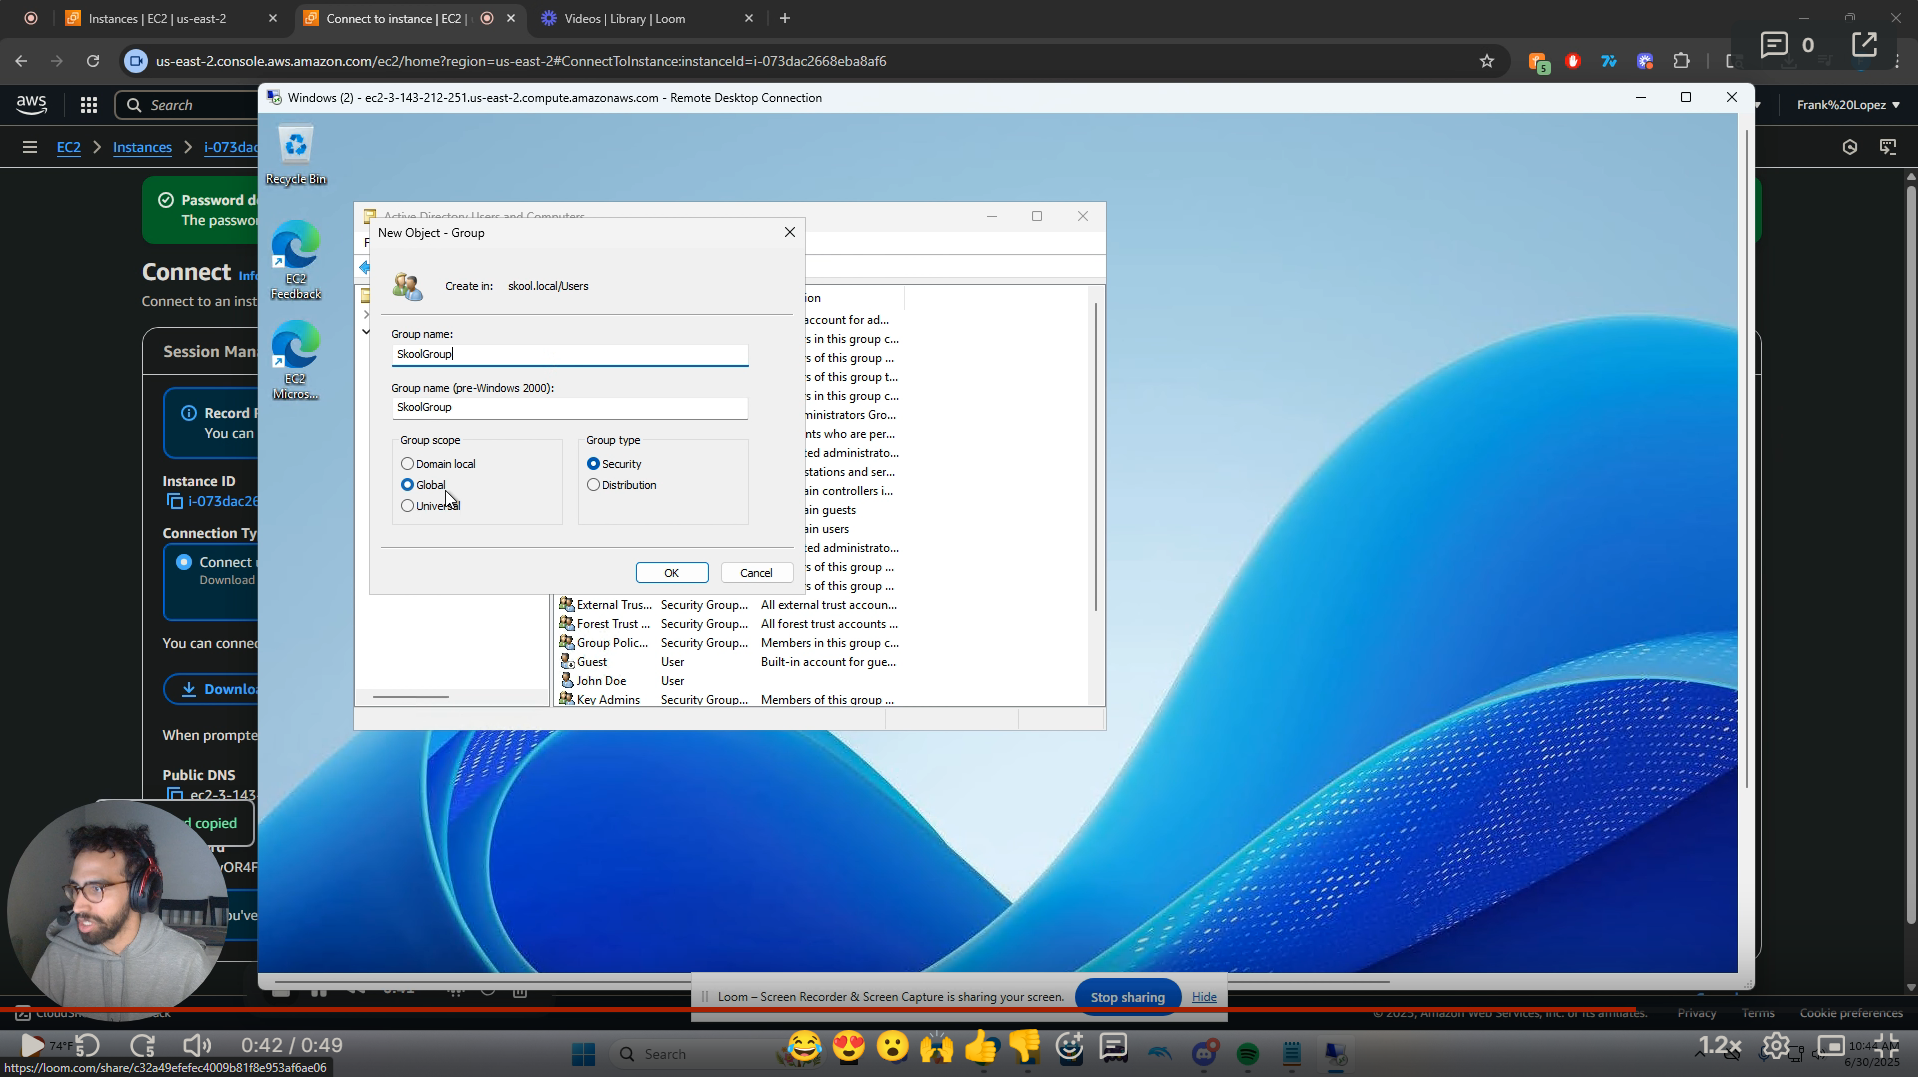 Instances | EC2 | us-east-2
Connect to instance | EC2 |
Videos | Library | Loom
us-east-2.console.aws.amazon.com/ec2/home?region=us-east-2#ConnectToInstance:instanceId=i-073dac2668eba8af6
5
0
aws
Search
Frank%20Lopez
Windows (2) - ec2-3-143-212-251.us-east-2.compute.amazonaws.com - Remote Desktop Connection
EC2
Instances
i-073dac
Password de
The passwor
Connect
Info
Connect to an inst
Session Mana
Record R
You can
Instance ID
i-073dac26
Connection Ty
Connect u
Download
You can connec
Downloa
When prompte
Public DNS
ec2-3-143-
d copied
yOR4F
ou've
Recycle Bin
EC2
Feedback
EC2
Micros...
Active Directory Users and Computers
F
New Object - Group
Create in:
skool.local/Users
Group name:
SkoolGroup
Group name (pre-Windows 2000):
SkoolGroup
Group scope
Domain local
Global
Universal
Group type
Security
Distribution
OK
Cancel
ion
account for ad...
s in this group c...
s of this group ...
s of this group t...
s in this group c...
ministrators Gro...
nts who are per...
ted administrato...
stations and ser...
ain controllers i...
ain guests
ain users
ted administrato...
s of this group ...
s of this group ...
External Trus... Security Group... All external trust accoun...
Forest Trust ... Security Group... All forest trust accounts ...
Group Polic... Security Group... Members in this group c...
Guest User Built-in account for gue...
John Doe User
Key Admins Security Group... Members of this group ...
Loom – Screen Recorder & Screen Capture is sharing your screen.
Stop sharing
Hide
© 2025, Amazon Web Services, Inc. or its affiliates.
Privacy
Terms
Cookie preferences
74°F
0:42 / 0:49
Search
1.2x
10:44 AM
6/30/2025
https://loom.com/share/c32a49efefec4009b81f8e953af6ae06